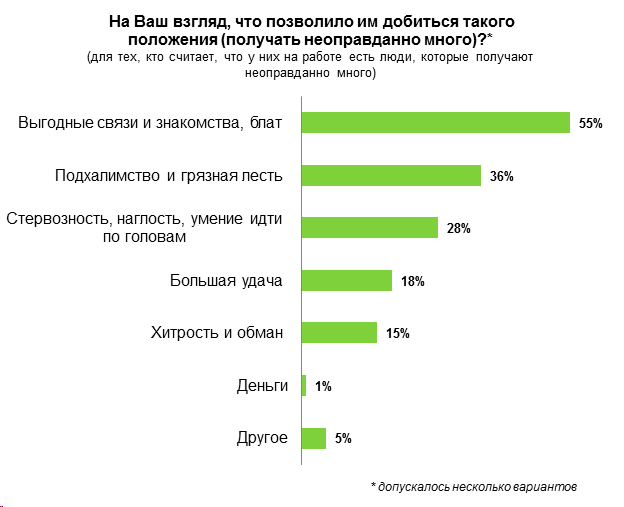 На Ваш взгляд, что позволило им добиться такого
положения (получать неоправданно много)?*
(для тех, кто считает, что у них на работе есть люди, которые получают
неоправданно много)
Выгодные связи и знакомства, блат 55%
Подхалимство и грязная лесть 36%
Стервозность, наглость, умение идти
по головам 28%
Большая удача 18%
Хитрость и обман 15%
Деньги 1%
Другое 5%
* допускалось несколько вариантов